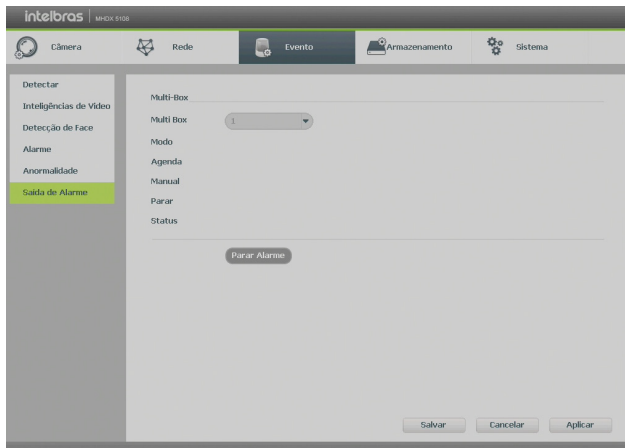 intelbras MHDX 5108
Câmera Rede Evento Armazenamento Sistema
Detectar
Inteligências de Vídeo
Detecção de Face
Alarme
Anormalidade
Saída de Alarme
Multi-Box
Multi Box 1
Modo
Agenda
Manual
Parar
Status
Parar Alarme
Salvar Cancelar Aplicar